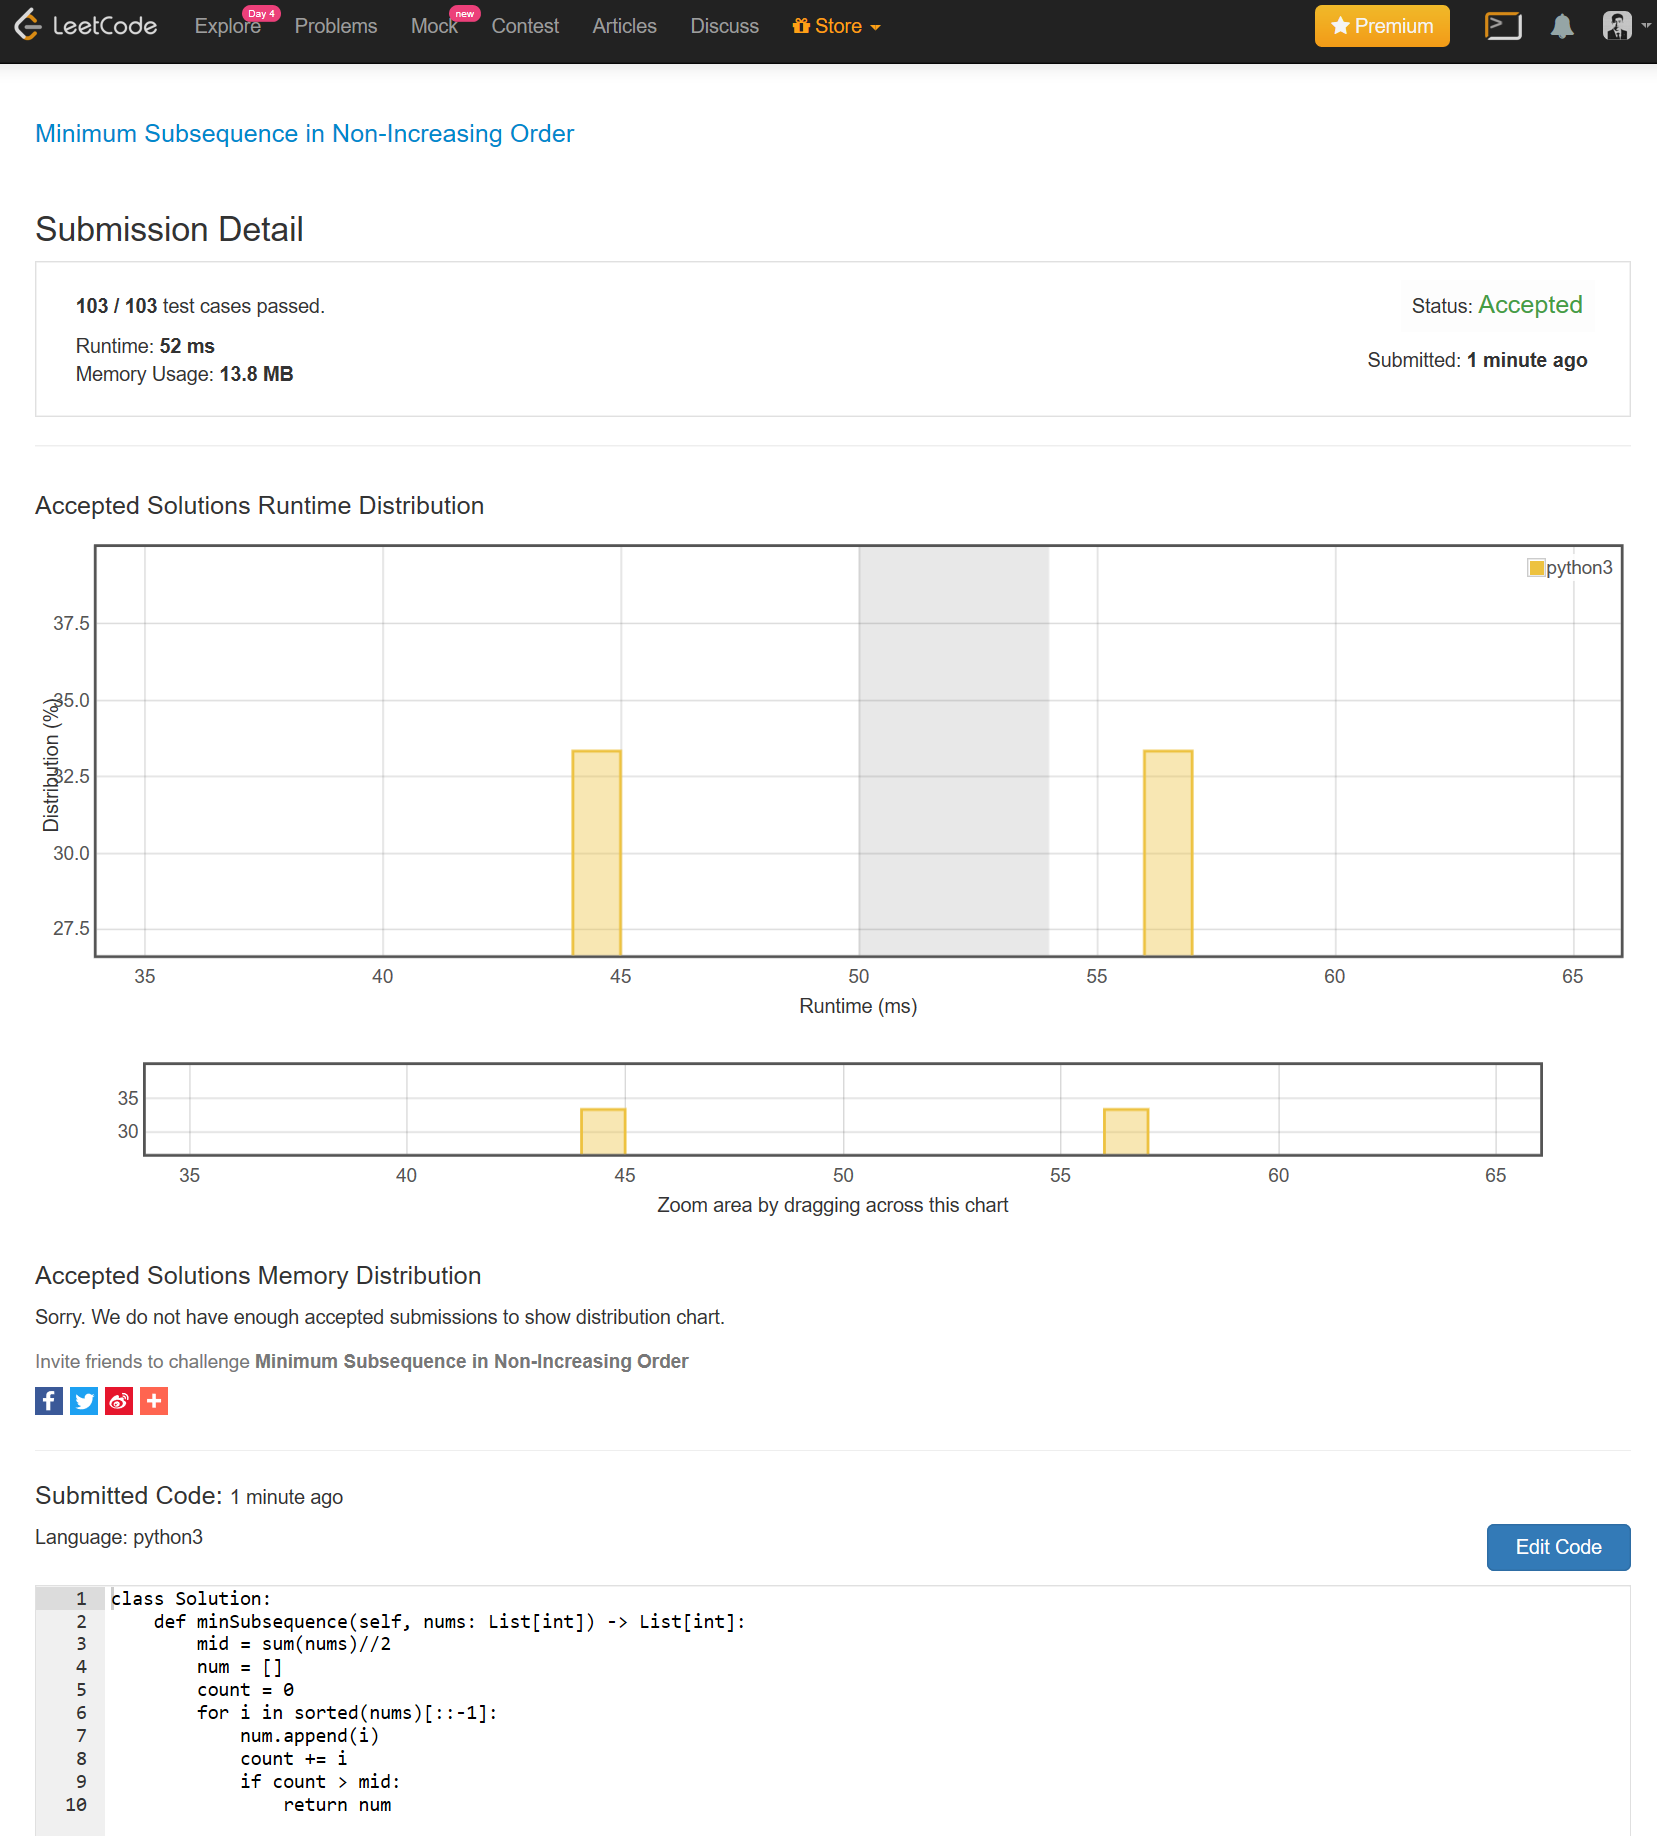 LeetCode Explore Day 4 Problems Mock new Contest Articles Discuss Store Premium
Minimum Subsequence in Non-Increasing Order
Submission Detail
103 / 103 test cases passed.
Status: Accepted
Runtime: 52 ms
Memory Usage: 13.8 MB
Submitted: 1 minute ago
Accepted Solutions Runtime Distribution
python3
Distribution (%)
37.5
35.0
32.5
30.0
27.5
35 40 45 50 55 60 65
Runtime (ms)
35
30
35 40 45 50 55 60 65
Zoom area by dragging across this chart
Accepted Solutions Memory Distribution
Sorry. We do not have enough accepted submissions to show distribution chart.
Invite friends to challenge Minimum Subsequence in Non-Increasing Order
Submitted Code: 1 minute ago
Language: python3
Edit Code
1 class Solution:
2     def minSubsequence(self, nums: List[int]) -> List[int]:
3         mid = sum(nums)//2
4         num = []
5         count = 0
6         for i in sorted(nums)[::-1]:
7             num.append(i)
8             count += i
9             if count > mid:
10                 return num